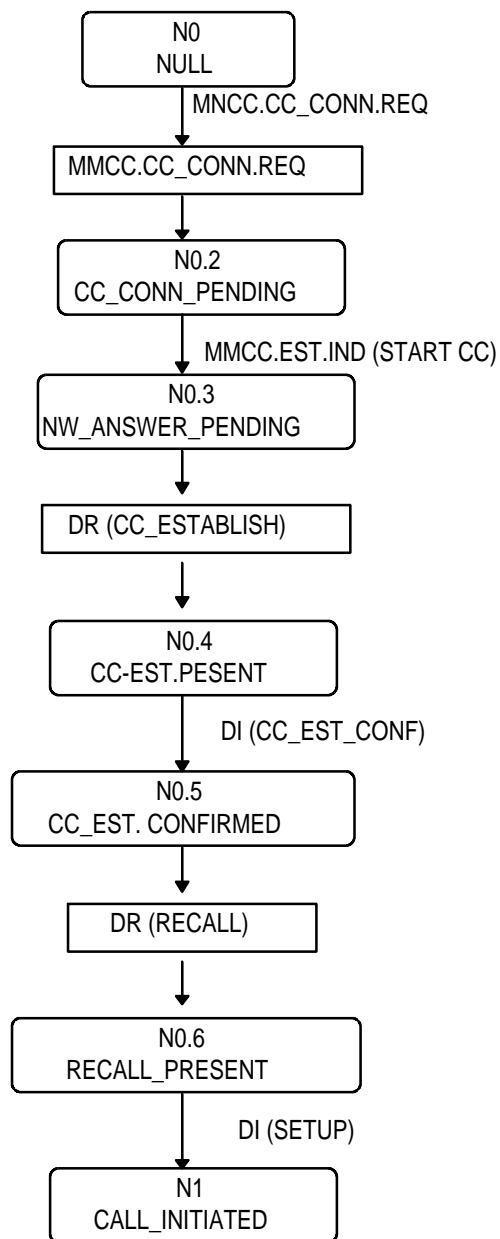 N0
NULL
MNCC.CC_CONN.REQ
MMCC.CC_CONN.REQ
N0.2
CC_CONN_PENDING
MMCC.EST.IND (START CC)
N0.3
NW_ANSWER_PENDING
DR (CC_ESTABLISH)
N0.4
CC-EST.PESENT
DI (CC_EST_CONF)
N0.5
CC_EST. CONFIRMED
DR (RECALL)
N0.6
RECALL_PRESENT
DI (SETUP)
N1
CALL_INITIATED